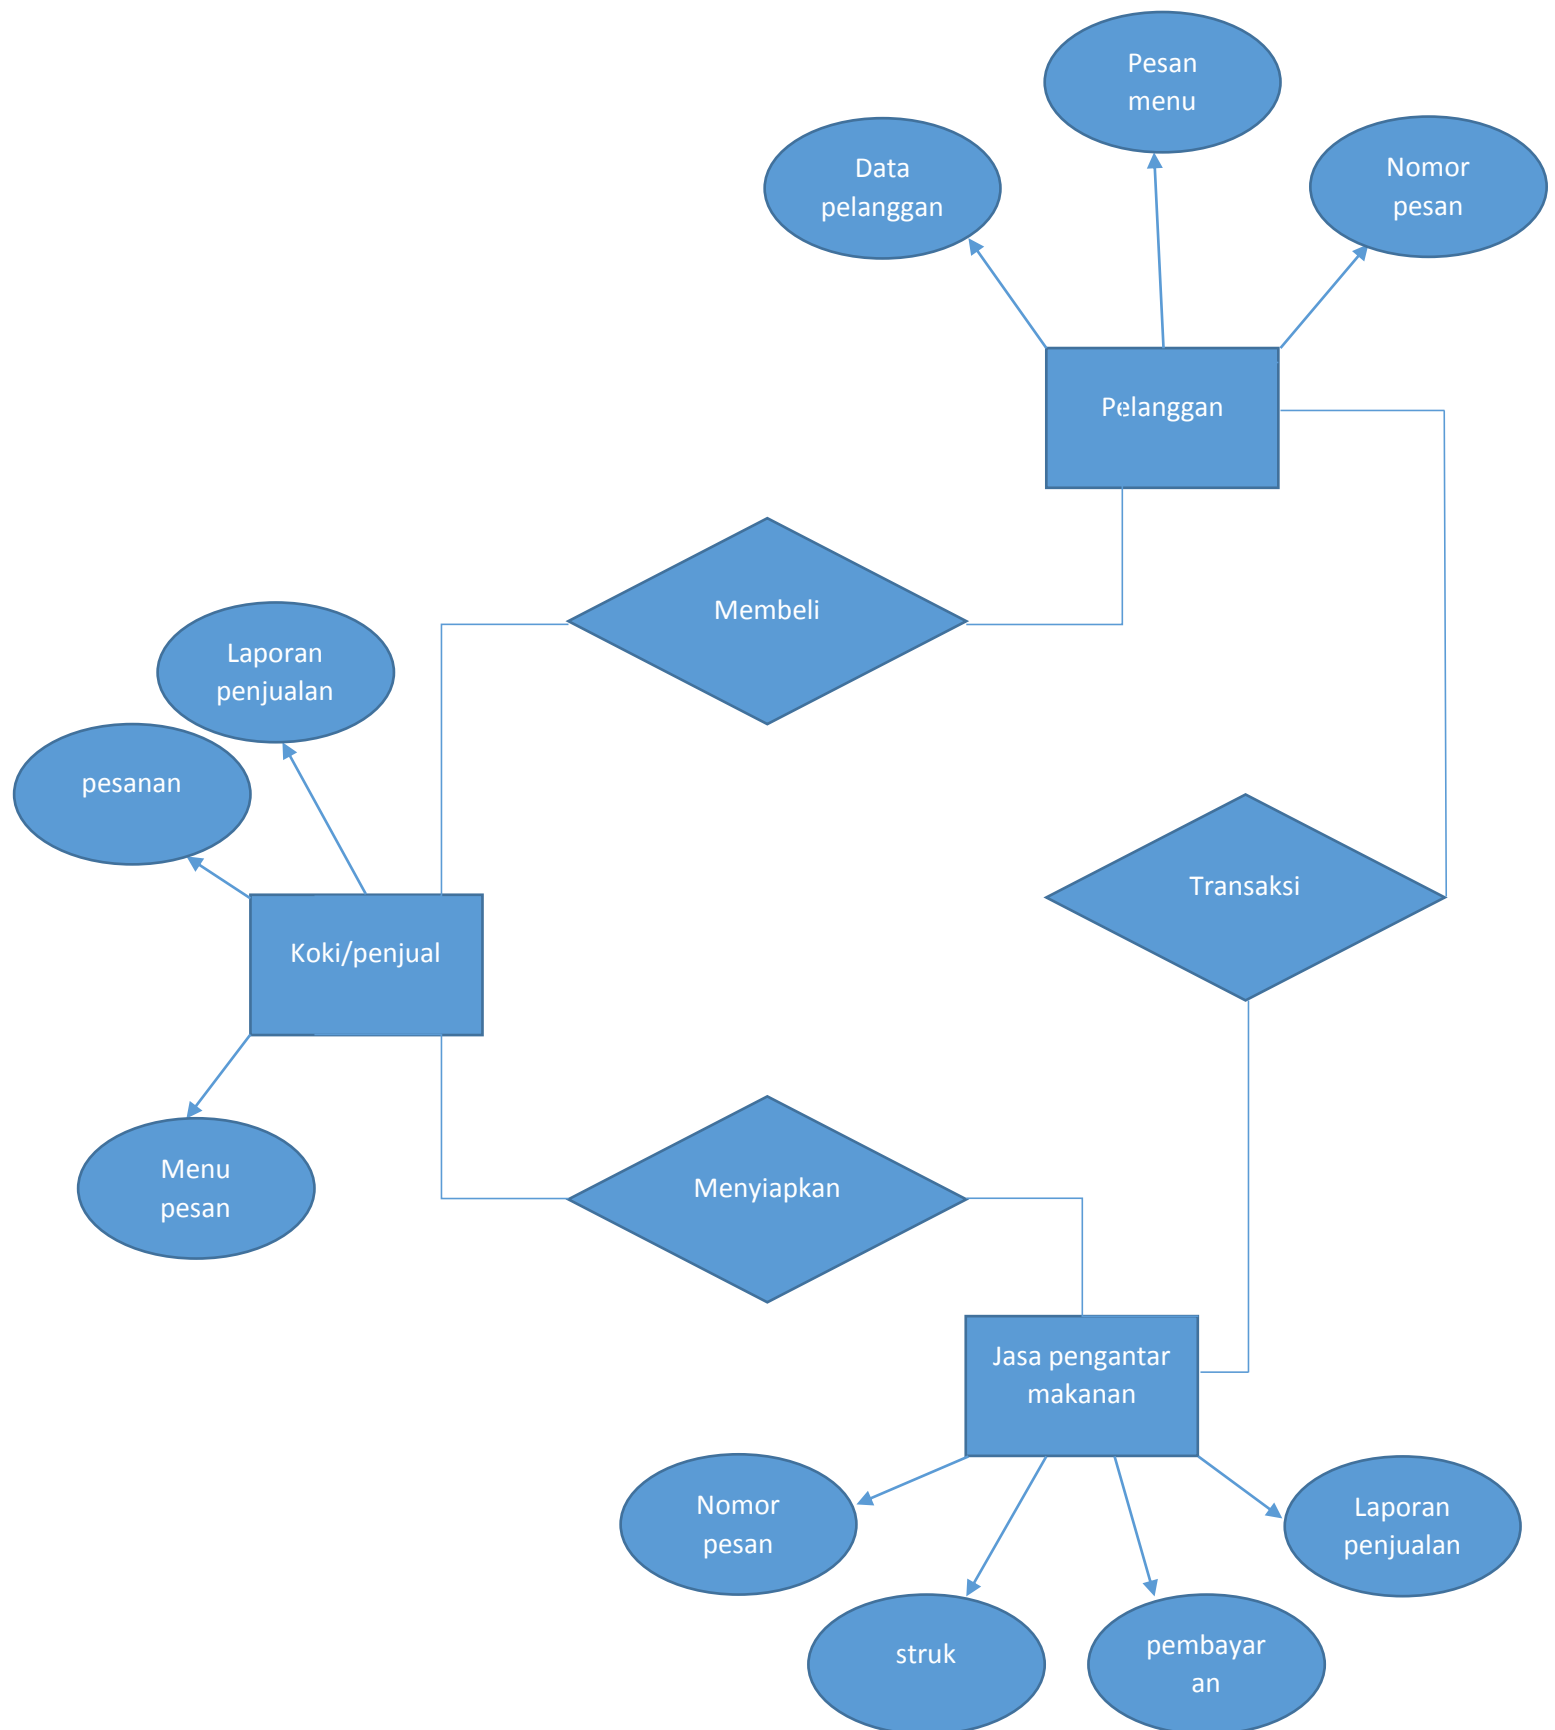 Pesan
menu
Data
pelanggan
Nomor
pesan
Pelanggan
Membeli
Laporan
penjualan
pesanan
Transaksi
Koki/penjual
Menu
pesan
Menyiapkan
Jasa pengantar
makanan
Nomor
pesan
Laporan
penjualan
struk
pembayar
an